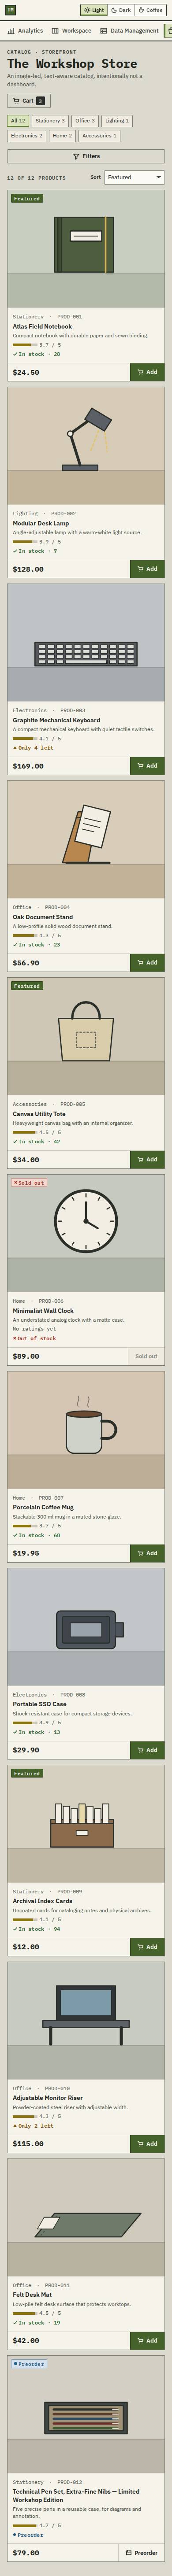 TM
Light
Dark
Coffee
Analytics
Workspace
Data Management
CATALOG · STOREFRONT
The Workshop Store
An image-led, text-aware catalog, intentionally not a
dashboard.
Cart 3
All 12
Stationery 3
Office 3
Lighting 1
Electronics 2
Home 2
Accessories 1
Filters
12 OF 12 PRODUCTS
Sort
Featured
Featured
Stationery · PROD-001
Atlas Field Notebook
Compact notebook with durable paper and sewn binding.
3.7 / 5
In stock · 28
$24.50
Add
Lighting · PROD-002
Modular Desk Lamp
Angle-adjustable lamp with a warm-white light source.
3.9 / 5
In stock · 7
$128.00
Add
Electronics · PROD-003
Graphite Mechanical Keyboard
A compact mechanical keyboard with quiet tactile switches.
4.1 / 5
Only 4 left
$169.00
Add
Office · PROD-004
Oak Document Stand
A low-profile solid wood document stand.
4.3 / 5
In stock · 23
$56.90
Add
Featured
Accessories · PROD-005
Canvas Utility Tote
Heavyweight canvas bag with an internal organizer.
4.5 / 5
In stock · 42
$34.00
Add
Sold out
Home · PROD-006
Minimalist Wall Clock
An understated analog clock with a matte case.
No ratings yet
Out of stock
$89.00
Sold out
Home · PROD-007
Porcelain Coffee Mug
Stackable 300 ml mug in a muted stone glaze.
3.7 / 5
In stock · 68
$19.95
Add
Electronics · PROD-008
Portable SSD Case
Shock-resistant case for compact storage devices.
3.9 / 5
In stock · 13
$29.90
Add
Featured
Stationery · PROD-009
Archival Index Cards
Uncoated cards for cataloging notes and physical archives.
4.1 / 5
In stock · 94
$12.00
Add
Office · PROD-010
Adjustable Monitor Riser
Powder-coated steel riser with adjustable width.
4.3 / 5
Only 2 left
$115.00
Add
Office · PROD-011
Felt Desk Mat
Low-pile felt desk surface that protects worktops.
4.5 / 5
In stock · 19
$42.00
Add
Preorder
Stationery · PROD-012
Technical Pen Set, Extra-Fine Nibs — Limited
Workshop Edition
Five precise pens in a reusable case, for diagrams and
annotation.
4.7 / 5
Preorder
$79.00
Preorder